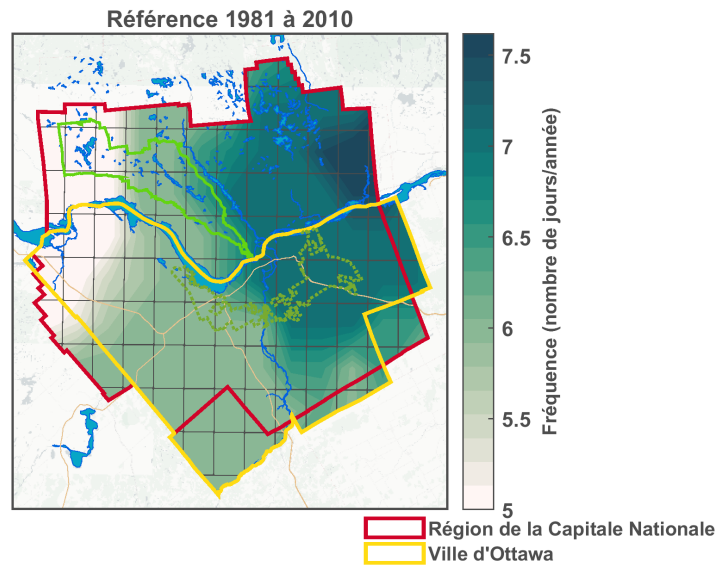 Référence 1981 à 2010
7.5
7
6.5
6
5.5
5
Fréquence (nombre de jours/année)
Région de la Capitale Nationale
Ville d'Ottawa